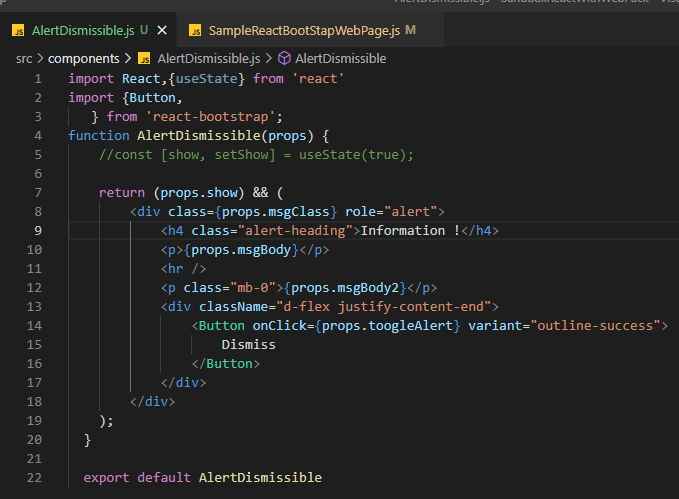 AlertDismissible.js U
SampleReactBootStapWebPage.js M
src > components > AlertDismissible.js > AlertDismissible
1 import React,{useState} from 'react'
2 import {Button,
3 } from 'react-bootstrap';
4 function AlertDismissible(props) {
5 //const [show, setShow] = useState(true);
6
7 return (props.show) && (
8 <div class={props.msgClass} role="alert">
9 <h4 class="alert-heading">Information !</h4>
10 <p>{props.msgBody}</p>
11 <hr />
12 <p class="mb-0">{props.msgBody2}</p>
13 <div className="d-flex justify-content-end">
14 <Button onClick={props.toogleAlert} variant="outline-success">
15 Dismiss
16 </Button>
17 </div>
18 </div>
19 );
20 }
21
22 export default AlertDismissible